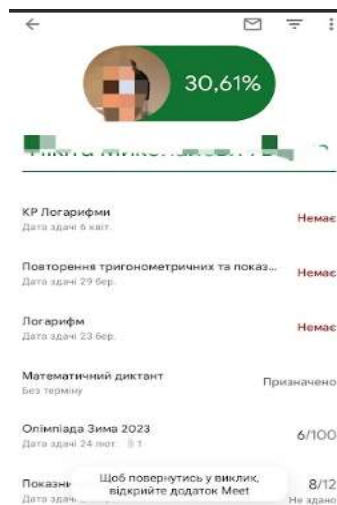 30,61%
КР Логарифми
Немає
Дата здачі 6 квіт.
Повторення тригонометричних та показ...
Немає
Дата здачі 29 бер.
Логарифм
Немає
Дата здачі 23 бер.
Математичний диктант
Призначено
Без терміну
Олімпіада Зима 2023
6/100
Дата здачі 24 лют. 1
8/12
Не здано
Щоб повернутись у виклик,
відкрийте додаток Meet